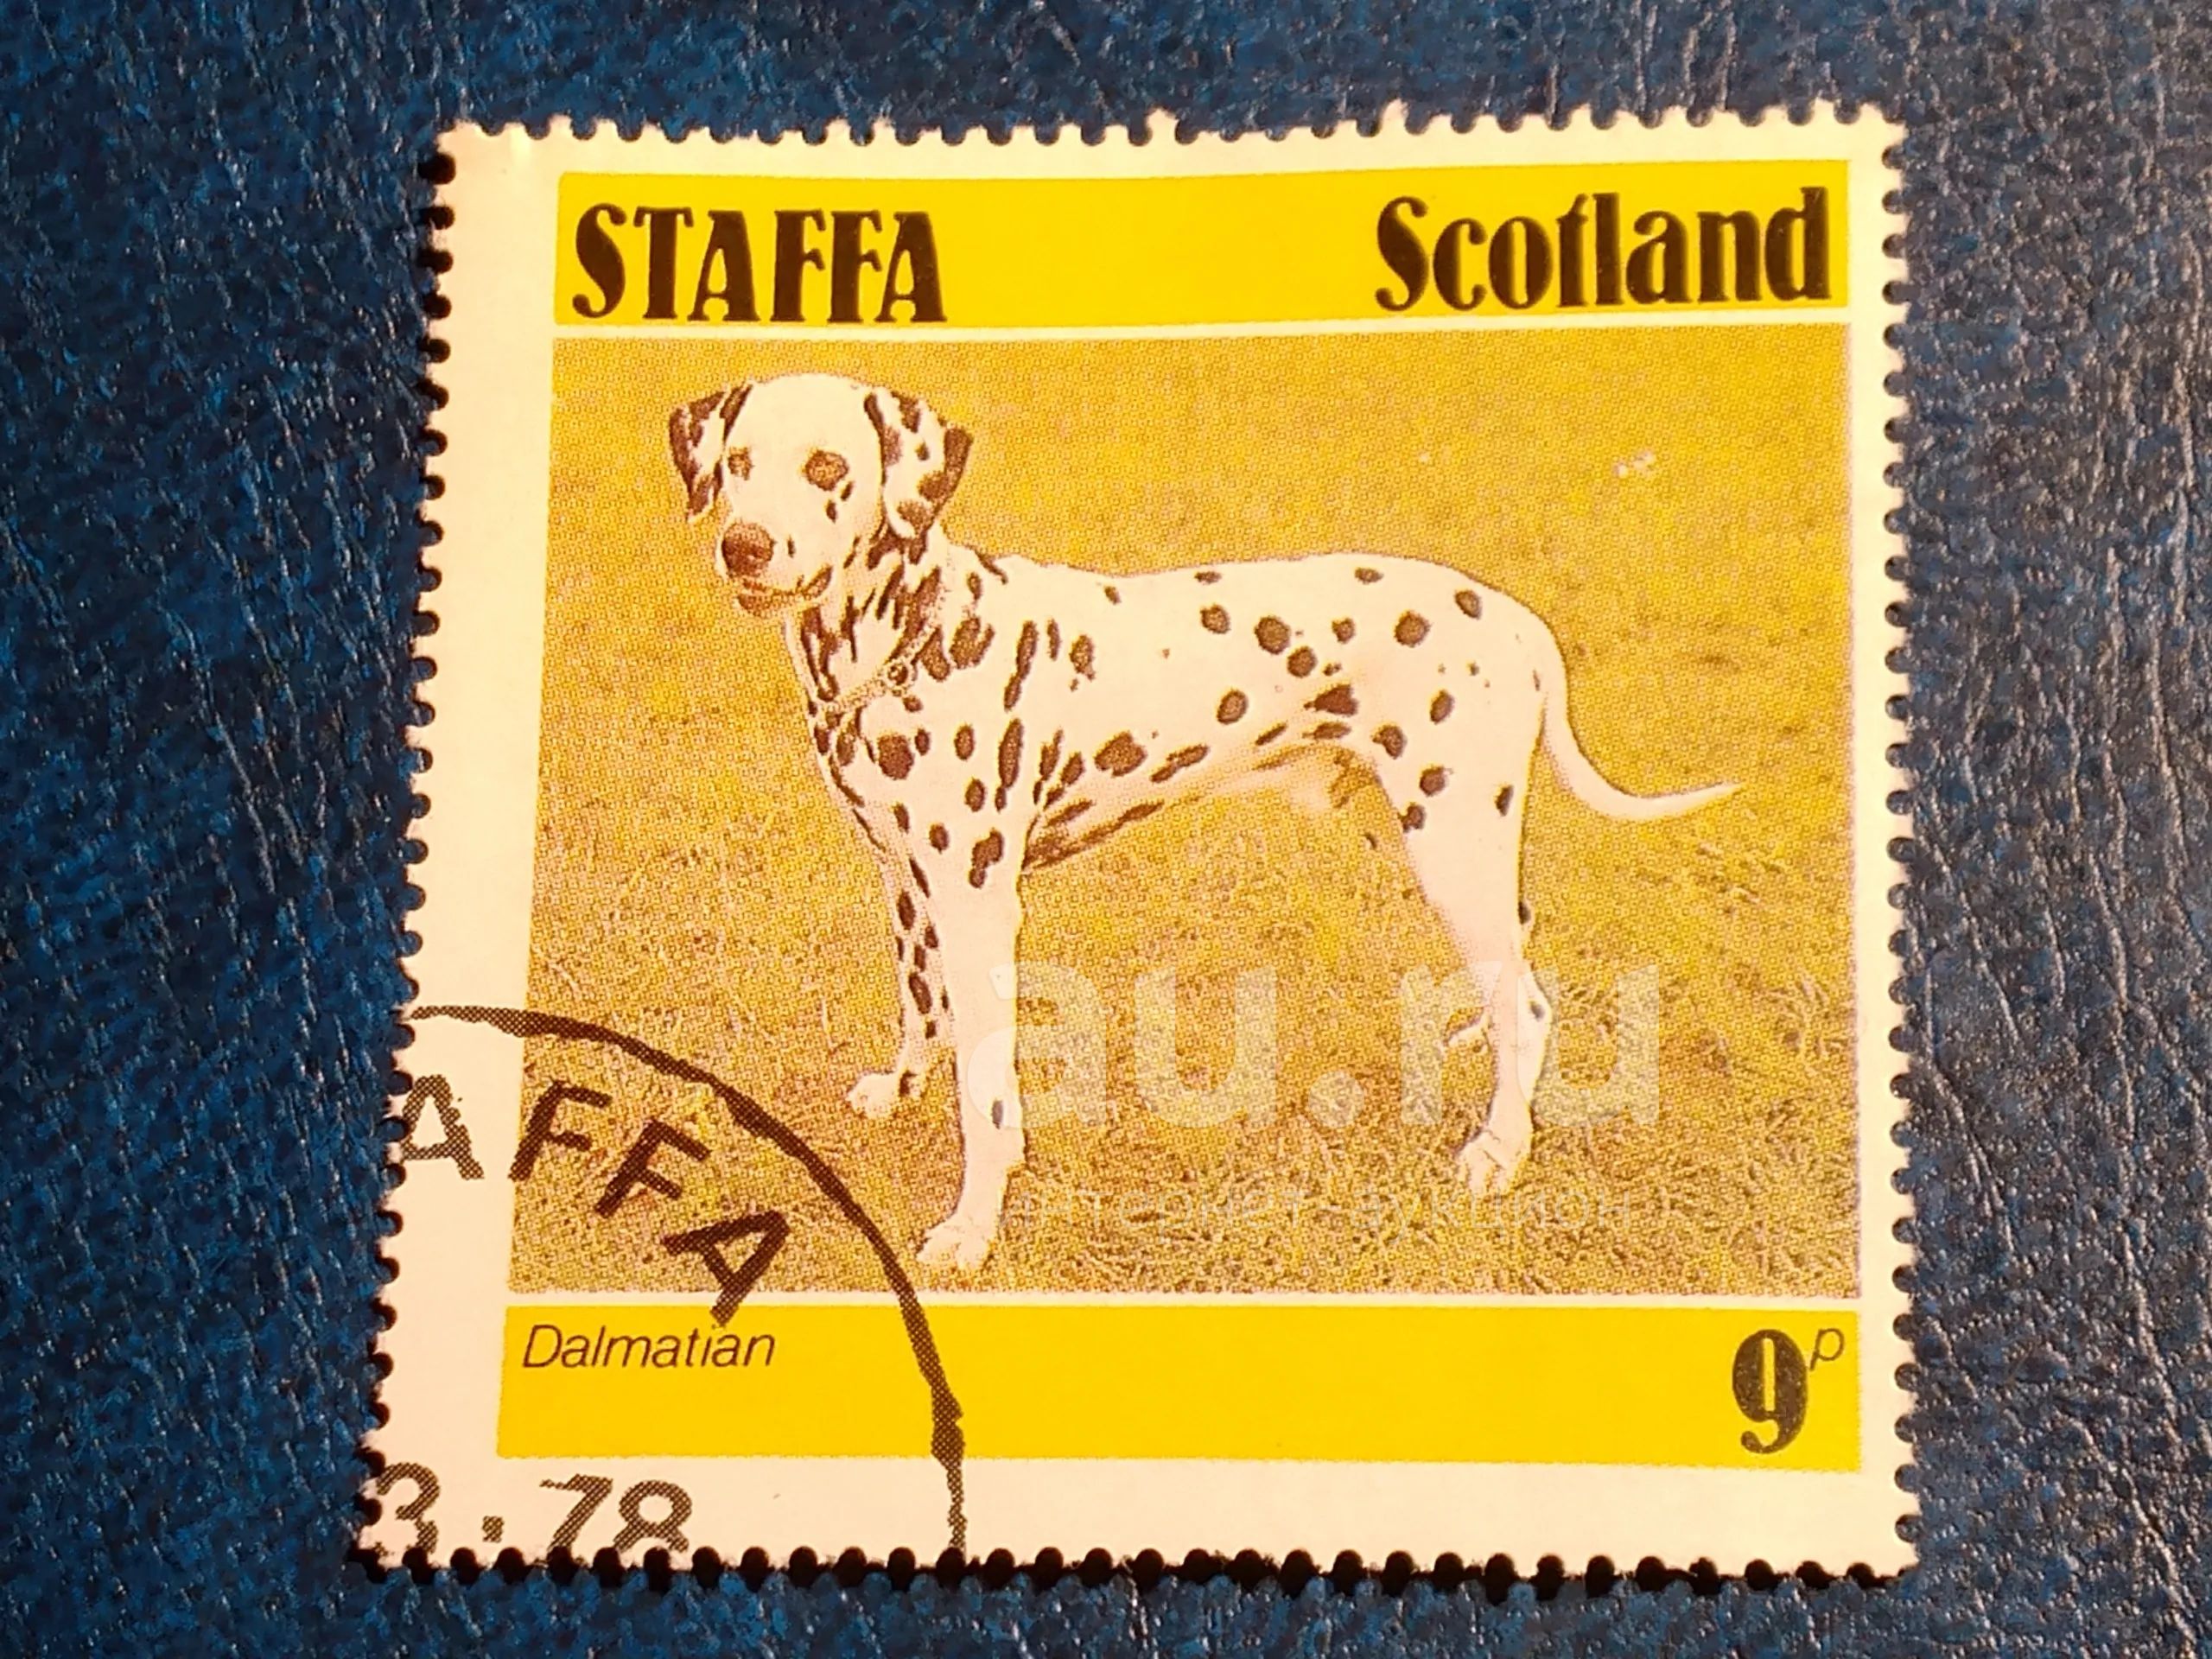 STAFFA Scotland
au.ru
AFFA
Dalmatian
9p
3.78